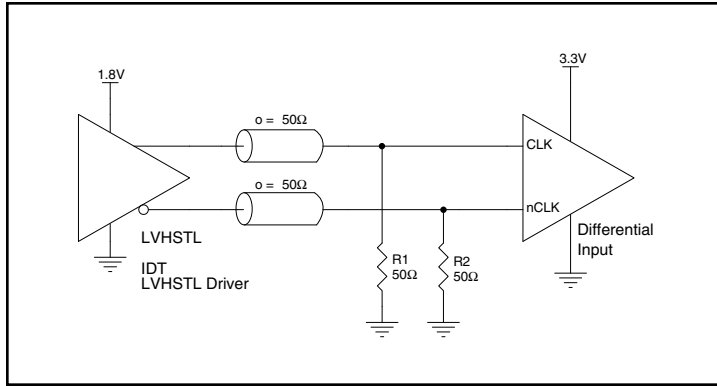 1.8V
3.3V
o = 50Ω
CLK
o = 50Ω
nCLK
LVHSTL
IDT
LVHSTL Driver
R1
50Ω
R2
50Ω
Differential
Input